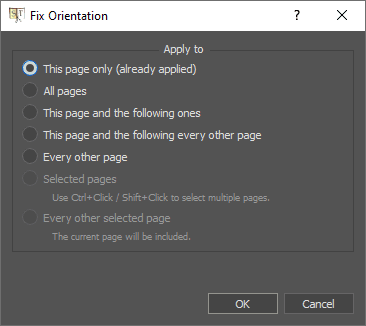 Fix Orientation
?
Apply to
This page only (already applied)
All pages
This page and the following ones
This page and the following every other page
Every other page
Selected pages
Use Ctrl+Click / Shift+Click to select multiple pages.
Every other selected page
The current page will be included.
OK Cancel